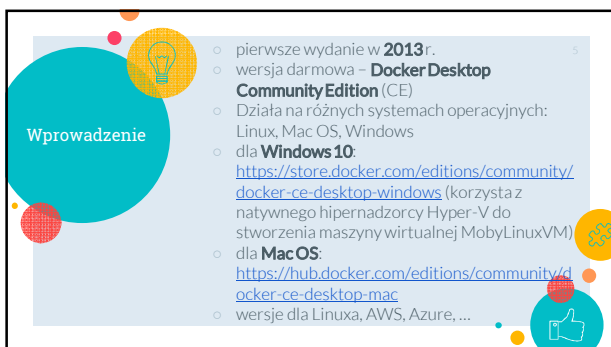 Wprowadzenie
○ pierwsze wydanie w 2013 r.
5
○ wersja darmowa – Docker Desktop
Community Edition (CE)
○ Działa na różnych systemach operacyjnych:
Linux, Mac OS, Windows
○ dla Windows 10:
https://store.docker.com/editions/community/
docker-ce-desktop-windows (korzysta z
natywnego hipernadzorcy Hyper-V do
stworzenia maszyny wirtualnej MobyLinuxVM)
○ dla Mac OS:
https://hub.docker.com/editions/community/d
ocker-ce-desktop-mac
○ wersje dla Linuxa, AWS, Azure, …